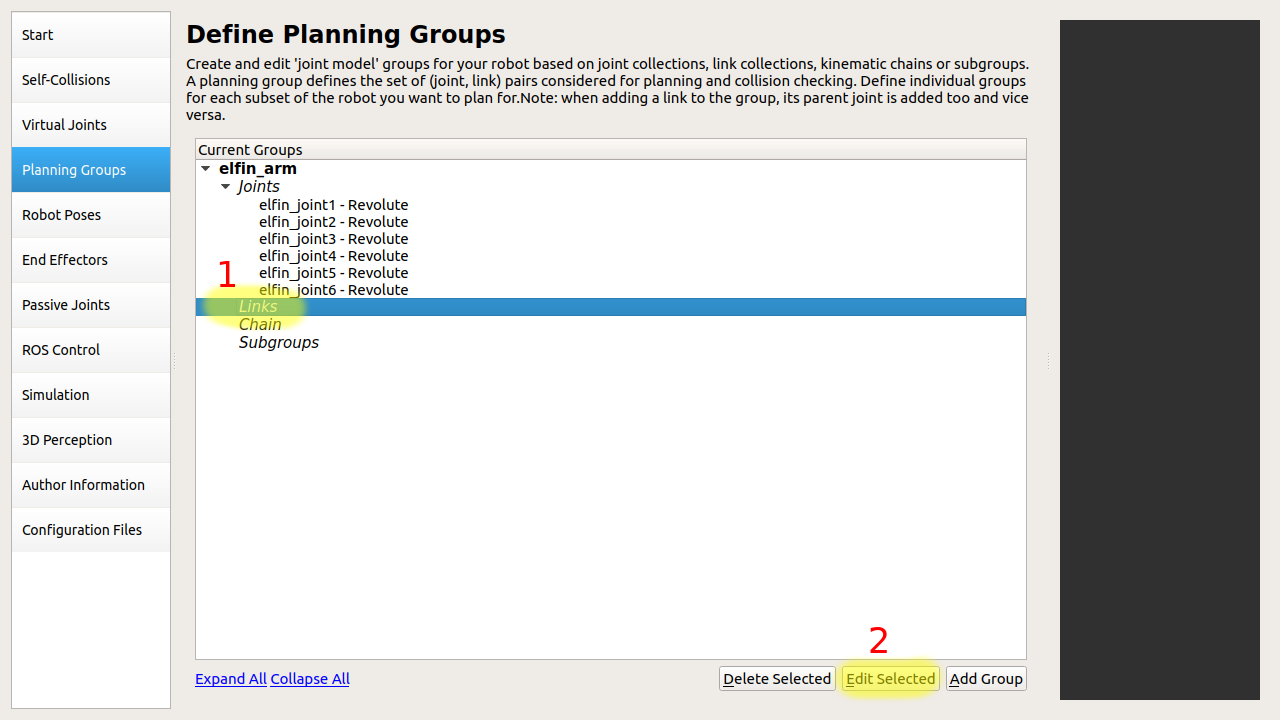 Start
Self-Collisions
Virtual Joints
Planning Groups
Robot Poses
End Effectors
Passive Joints
ROS Control
Simulation
3D Perception
Author Information
Configuration Files
Define Planning Groups
Create and edit 'joint model' groups for your robot based on joint collections, link collections, kinematic chains or subgroups.
A planning group defines the set of (joint, link) pairs considered for planning and collision checking. Define individual groups
for each subset of the robot you want to plan for.Note: when adding a link to the group, its parent joint is added too and vice
versa.
Current Groups
elfin_arm
Joints
elfin_joint1 - Revolute
elfin_joint2 - Revolute
elfin_joint3 - Revolute
elfin_joint4 - Revolute
elfin_joint5 - Revolute
1
elfin_joint6 - Revolute
Links
Chain
Subgroups
2
Expand All Collapse All
Delete Selected
Edit Selected
Add Group